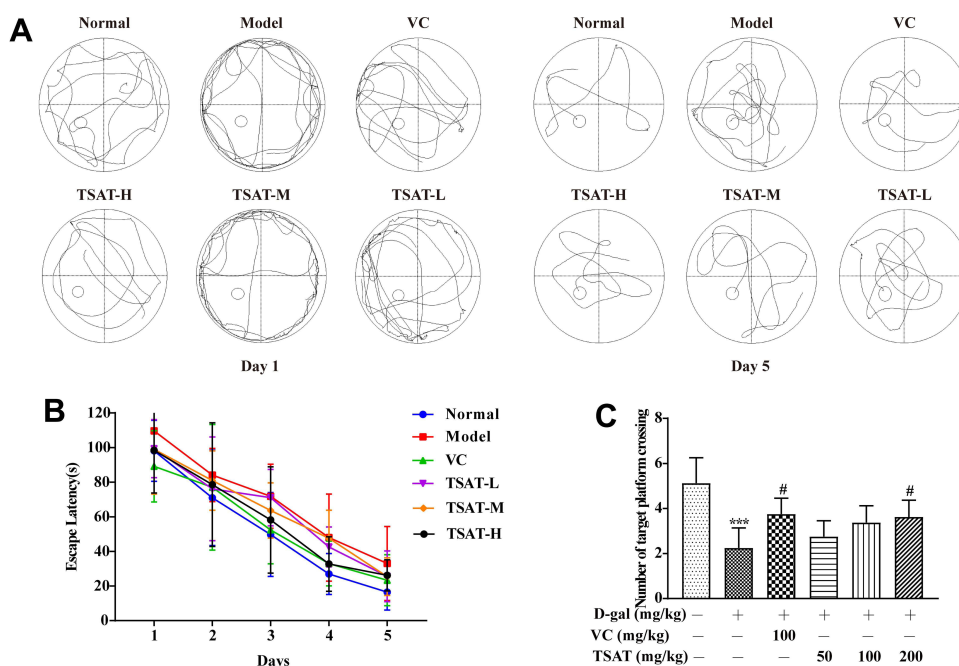 A
Normal Model VC Normal Model VC
TSAT-H TSAT-M TSAT-L TSAT-H TSAT-M TSAT-L
Day 1 Day 5
B
Escape Latency(s)
120
100
80
60
40
20
0
1 2 3 4 5
Days
Normal
Model
VC
TSAT-L
TSAT-M
TSAT-H
C
Number of target platform crossing
8
6
4
2
0
*** # #
D-gal (mg/kg) — + + + + +
VC (mg/kg) 100
TSAT (mg/kg) — — — 50 100 200